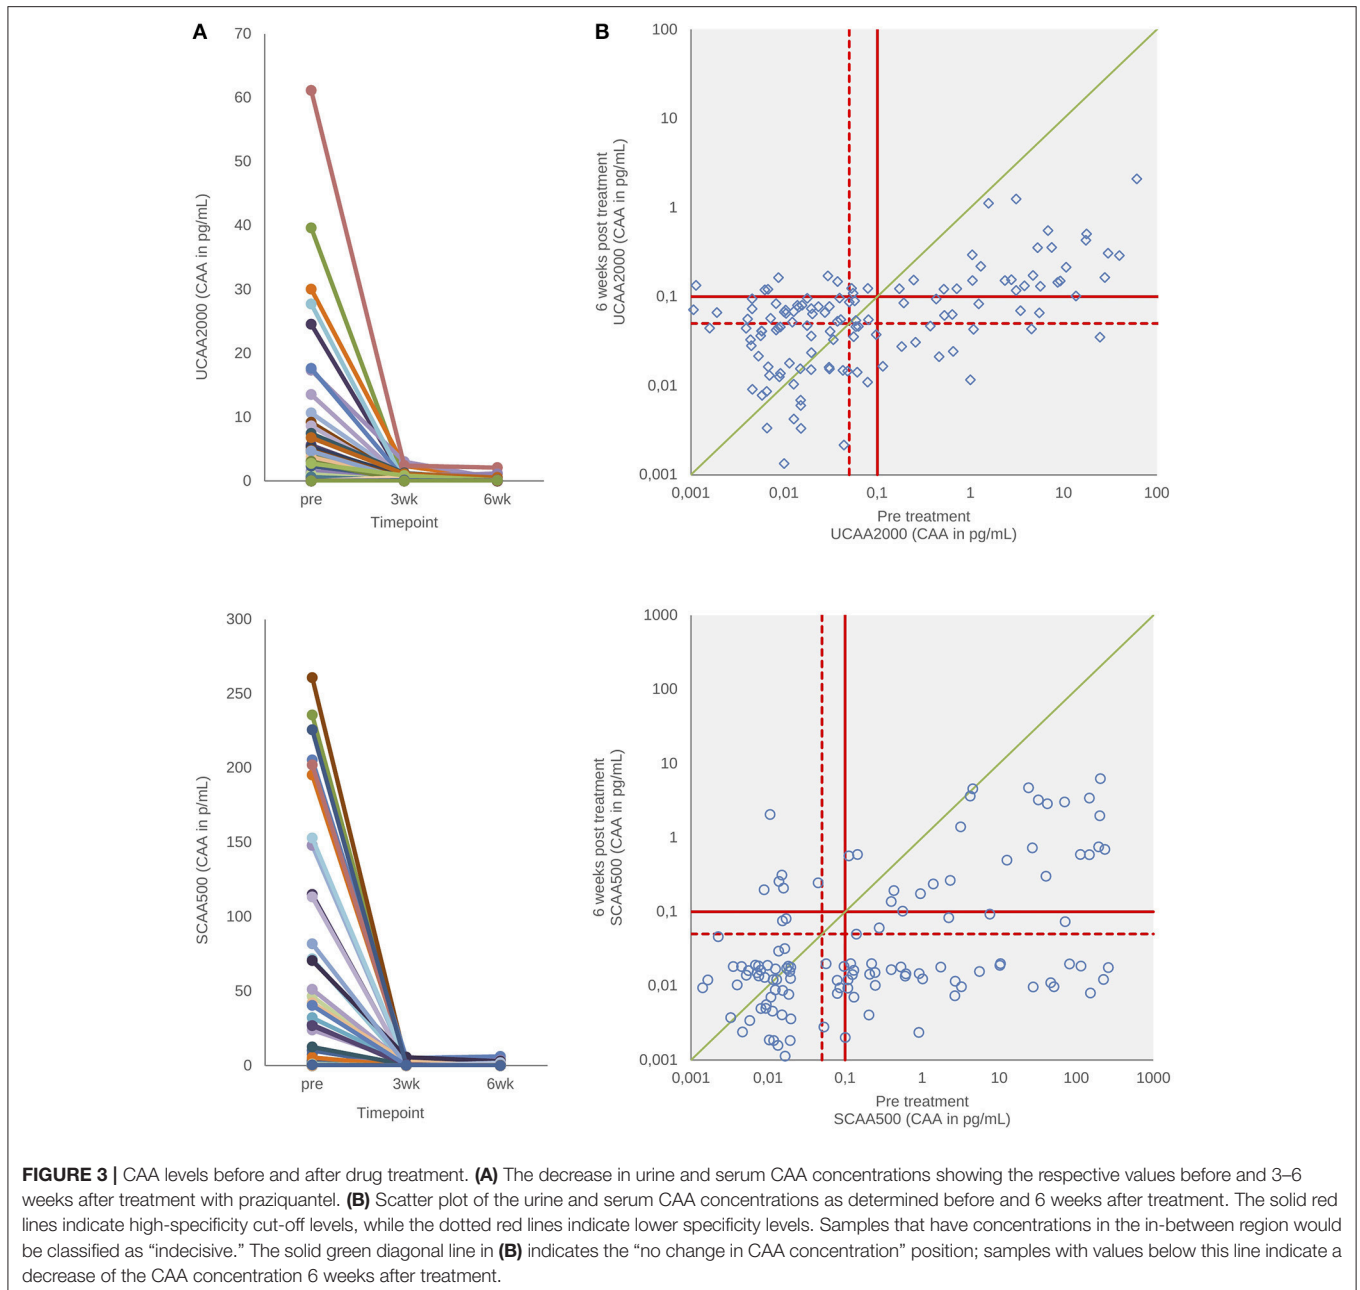 A
70
60
50
40
30
20
10
0
UCAA2000 (CAA in pg/mL)
pre 3wk 6wk
Timepoint
B
100
10
1
0,1
0,01
0,001
6 weeks post treatment
UCAA2000 (CAA in pg/mL)
0,001 0,01 0,1 1 10 100
Pre treatment
UCAA2000 (CAA in pg/mL)
300
250
200
150
100
50
0
SCAA500 (CAA in p/mL)
pre 3wk 6wk
Timepoint
1000
100
10
1
0,1
0,01
0,001
6 weeks post treatment
SCAA500 (CAA in pg/mL)
0,001 0,01 0,1 1 10 100 1000
Pre treatment
SCAA500 (CAA in pg/mL)
FIGURE 3 | CAA levels before and after drug treatment. (A) The decrease in urine and serum CAA concentrations showing the respective values before and 3–6
weeks after treatment with praziquantel. (B) Scatter plot of the urine and serum CAA concentrations as determined before and 6 weeks after treatment. The solid red
lines indicate high-specificity cut-off levels, while the dotted red lines indicate lower specificity levels. Samples that have concentrations in the in-between region would
be classified as “indecisive.” The solid green diagonal line in (B) indicates the “no change in CAA concentration” position; samples with values below this line indicate a
decrease of the CAA concentration 6 weeks after treatment.